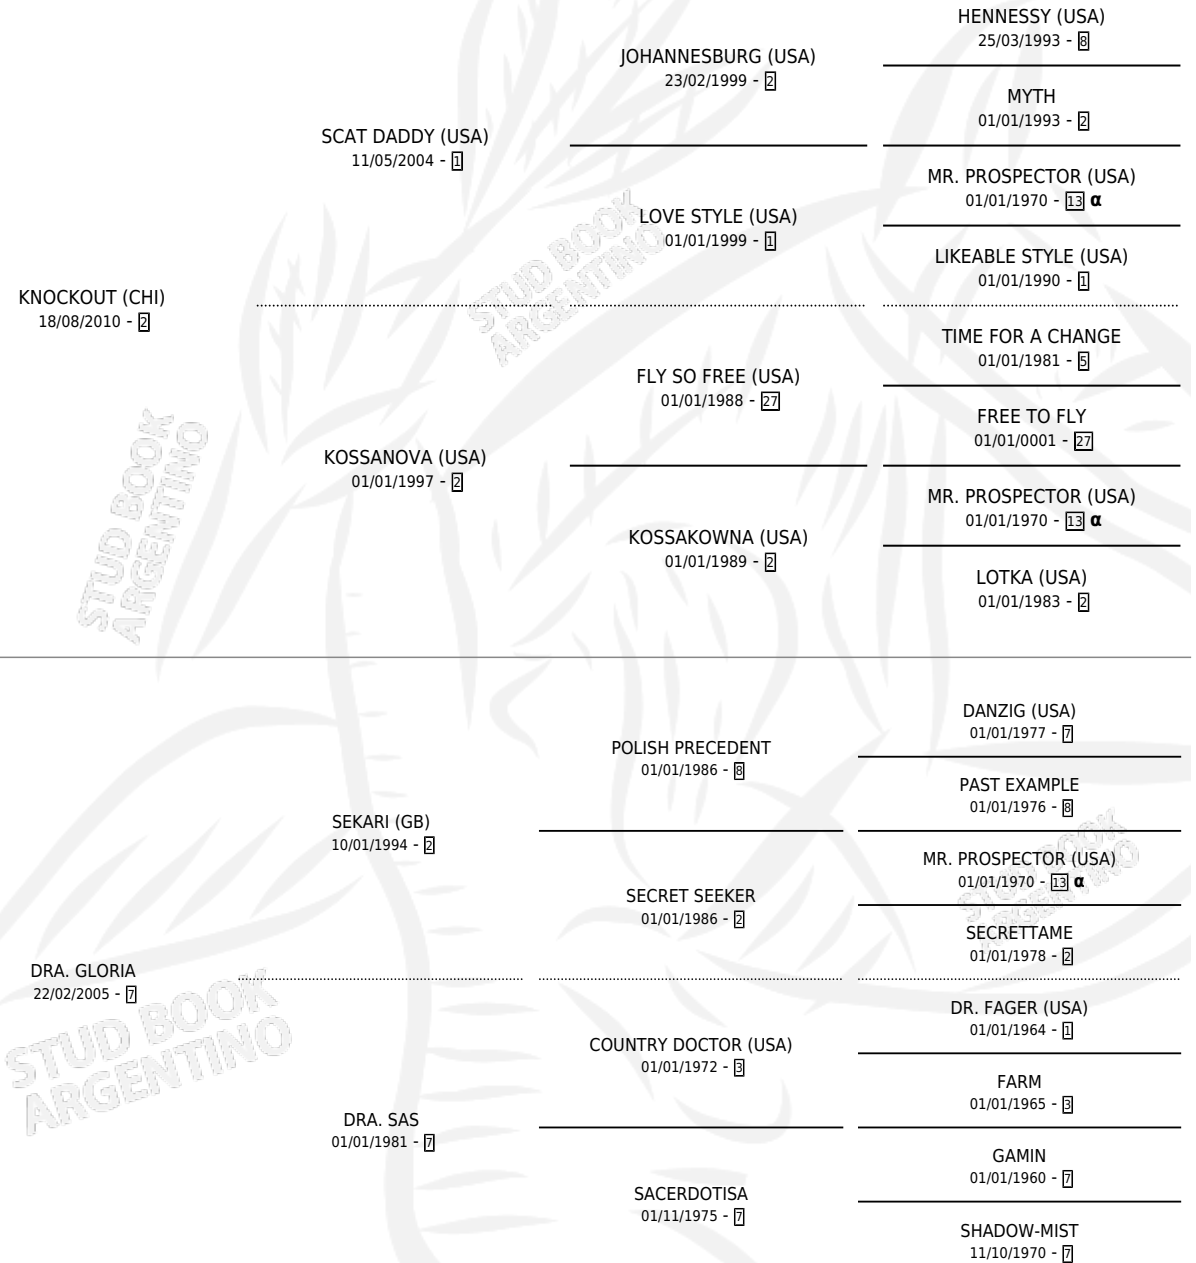 HENNESSY (USA)
25/03/1993 - 8
JOHANNESBURG (USA)
23/02/1999 - 2
MYTH
01/01/1993 - 2
SCAT DADDY (USA)
11/05/2004 - 1
MR. PROSPECTOR (USA)
01/01/1970 - 13 α
LOVE STYLE (USA)
01/01/1999 - 1
LIKEABLE STYLE (USA)
01/01/1990 - 1
KNOCKOUT (CHI)
18/08/2010 - 2
TIME FOR A CHANGE
01/01/1981 - 5
FLY SO FREE (USA)
01/01/1988 - 27
FREE TO FLY
01/01/0001 - 27
KOSSANOVA (USA)
01/01/1997 - 2
MR. PROSPECTOR (USA)
01/01/1970 - 13 α
KOSSAKOWNA (USA)
01/01/1989 - 2
LOTKA (USA)
01/01/1983 - 2
DANZIG (USA)
01/01/1977 - 7
POLISH PRECEDENT
01/01/1986 - 8
PAST EXAMPLE
01/01/1976 - 8
SEKARI (GB)
10/01/1994 - 2
MR. PROSPECTOR (USA)
01/01/1970 - 13 α
SECRET SEEKER
01/01/1986 - 2
SECRETTAME
01/01/1978 - 2
DRA. GLORIA
22/02/2005 - 7
DR. FAGER (USA)
01/01/1964 - 1
COUNTRY DOCTOR (USA)
01/01/1972 - 3
FARM
01/01/1965 - 3
DRA. SAS
01/01/1981 - 7
GAMIN
01/01/1960 - 7
SACERDOTISA
01/11/1975 - 7
SHADOW-MIST
11/10/1970 - 7
STUD BOOK
ARGENTINO
STUD BOOK
ARGENTINO
STUD BOOK
ARGENTINO
STUD BOOK
ARGENTINO